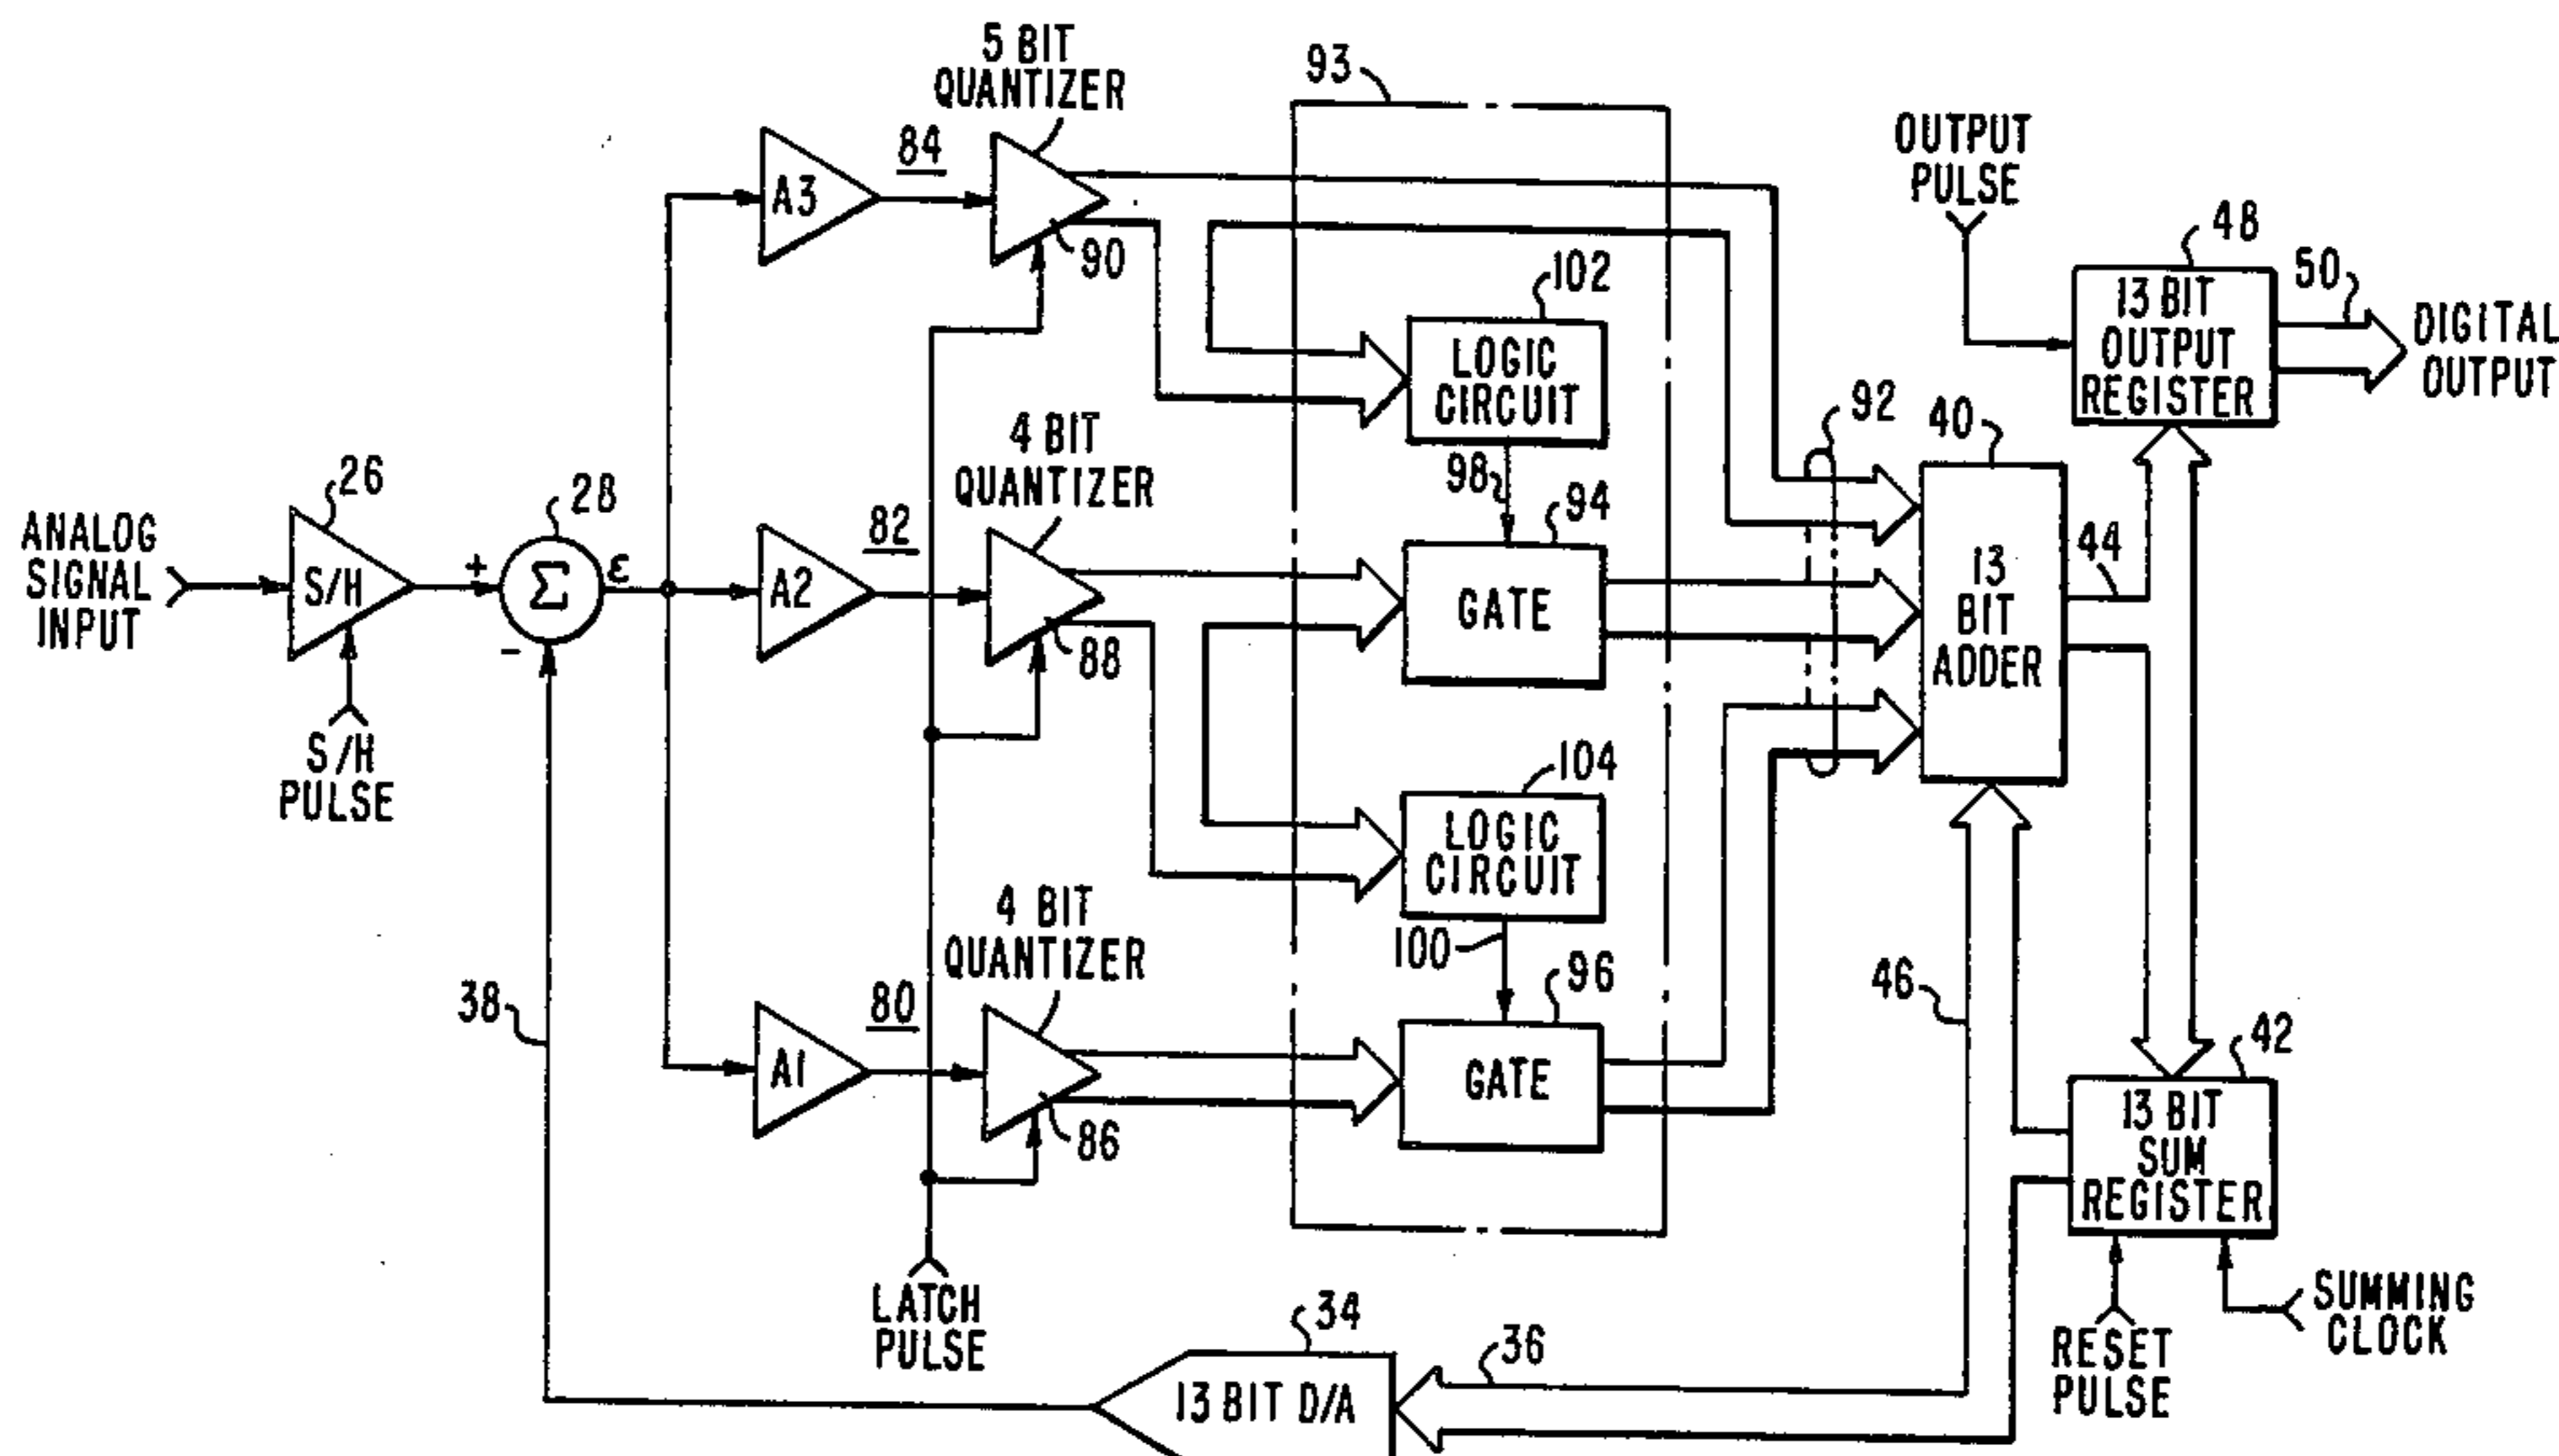 5 BIT
QUANTIZER
93
84
A3
90
OUTPUT
PULSE
48
13 BIT
OUTPUT
REGISTER
50
DIGITAL
OUTPUT
102
LOGIC
CIRCUIT
4 BIT
QUANTIZER
98
94
92
40
26
28
ANALOG
SIGNAL
INPUT
S/H
+
Σ
ε
-
82
A2
88
GATE
13
BIT
ADDER
44
S/H
PULSE
104
LOGIC
CIRCUIT
4 BIT
QUANTIZER
100
96
46
38
80
A1
86
GATE
42
13 BIT
SUM
REGISTER
LATCH
PULSE
34
13 BIT D/A
36
RESET
PULSE
SUMMING
CLOCK